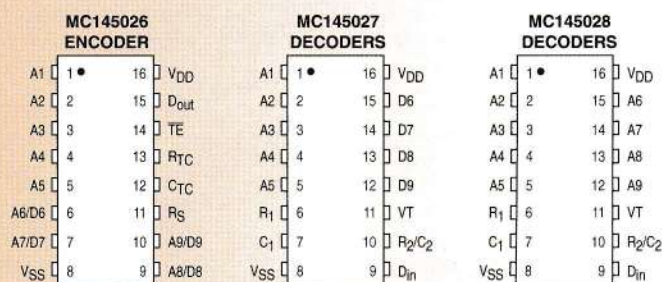 MC145026 MC145027 MC145028
ENCODER DECODERS DECODERS
A1 1 16 VDD A1 1 16 VDD A1 1 16 VDD
A2 2 15 Dout A2 2 15 D6 A2 2 15 A6
A3 3 14 TE A3 3 14 D7 A3 3 14 A7
A4 4 13 RTC A4 4 13 D8 A4 4 13 A8
A5 5 12 CTC A5 5 12 D9 A5 5 12 A9
A6/D6 6 11 RS R1 6 11 VT R1 6 11 VT
A7/D7 7 10 A9/D9 C1 7 10 R2/C2 C1 7 10 R2/C2
VSS 8 9 A8/D8 VSS 8 9 Din VSS 8 9 Din